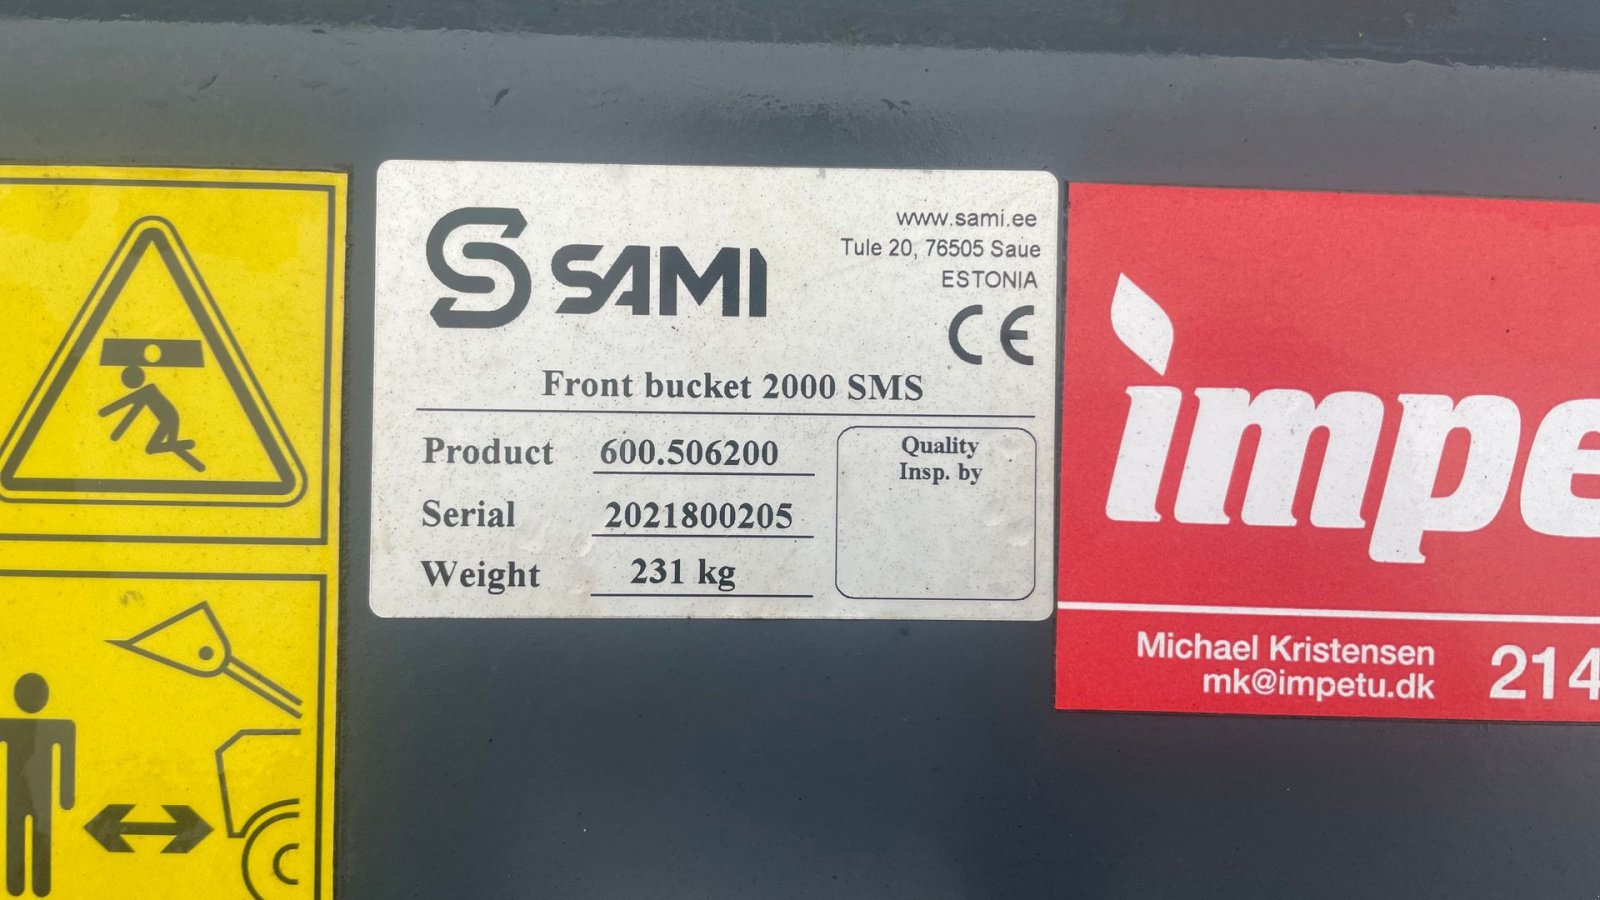 SAMI
www.sami.ee
Tule 20, 76505 Saue
ESTONIA
CE
Front bucket 2000 SMS
Product 600.506200
Serial 2021800205
Weight 231 kg
Quality
Insp. by
impe
Michael Kristensen
mk@impetu.dk
214